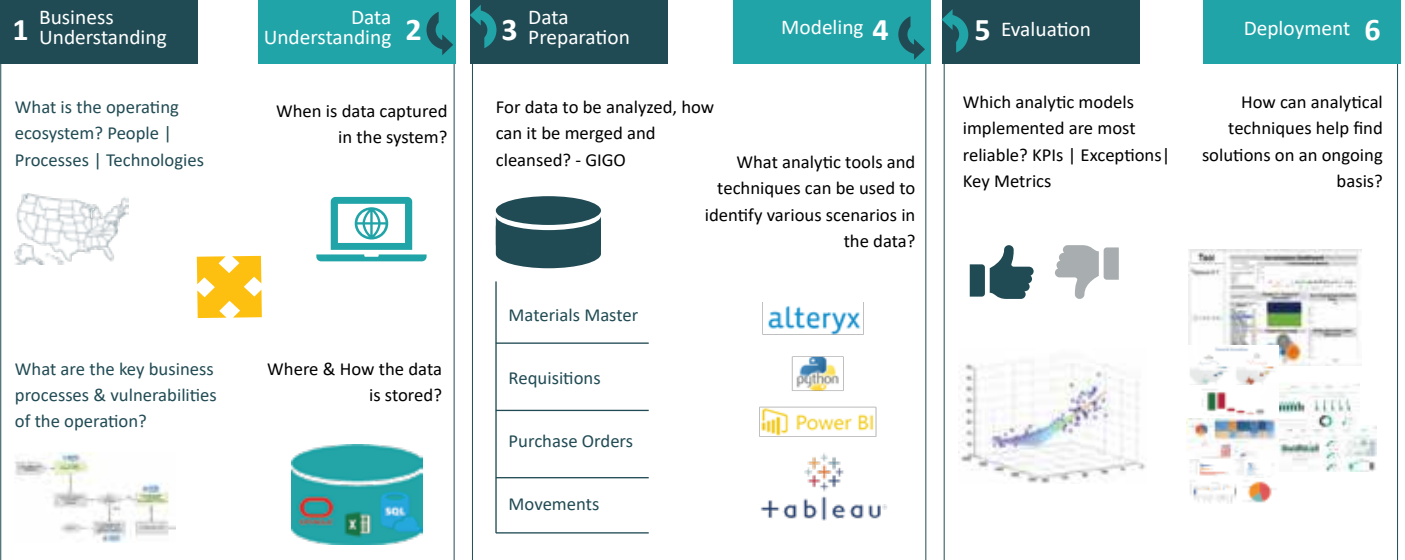 1 Business
Understanding
Data
Understanding 2
3 Data
Preparation
Modeling 4
5 Evaluation
Deployment 6
What is the operating
ecosystem? People |
Processes | Technologies
What are the key business
processes & vulnerabilities
of the operation?
When is data captured
in the system?
Where & How the data
is stored?
ORACLE
X
SQL
For data to be analyzed, how
can it be merged and
cleansed? - GIGO
Materials Master
Requisitions
Purchase Orders
Movements
What analytic tools and
techniques can be used to
identify various scenarios in
the data?
alteryx
python
Power BI
+ableau
Which analytic models
implemented are most
reliable? KPIs | Exceptions|
Key Metrics
How can analytical
techniques help find
solutions on an ongoing
basis?
Tool